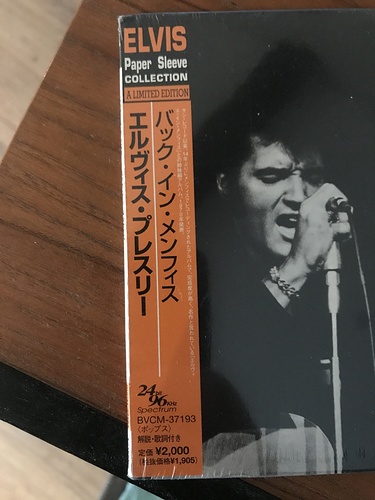 ELVIS
Paper Sleeve
COLLECTION
A LIMITED EDITION
バック・イン・メンフィス
エルヴィス・プレスリー
24bit
96KHz
Spectrum
BVCM-37193
〈ポップス〉
解説・歌詞付き
定価 ¥2,000
(税抜価格¥1,905)